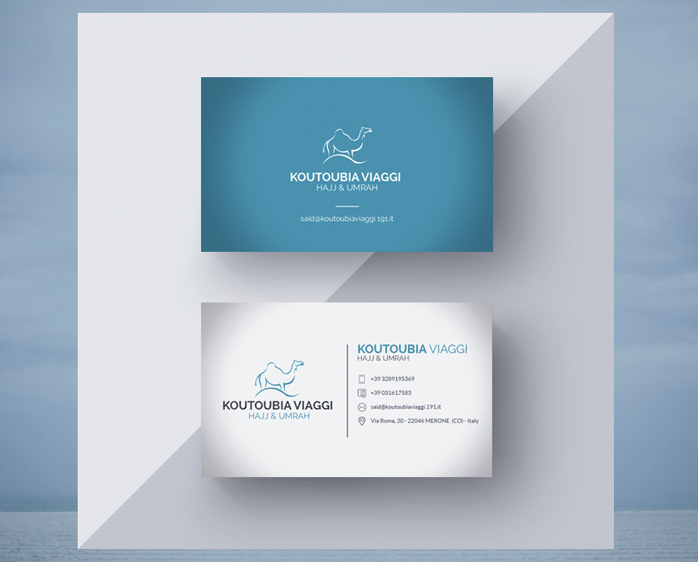 KOUTOUBIA VIAGGI
HAJJ & UMRAH
said@koutoubiaviaggi.191.it
KOUTOUBIA VIAGGI
HAJJ & UMRAH
KOUTOUBIA VIAGGI
HAJJ & UMRAH
+39 3289195369
+39 031617583
said@koutoubiaviaggi.191.it
Via Roma, 20 - 22046 MERONE (CO) - Italy